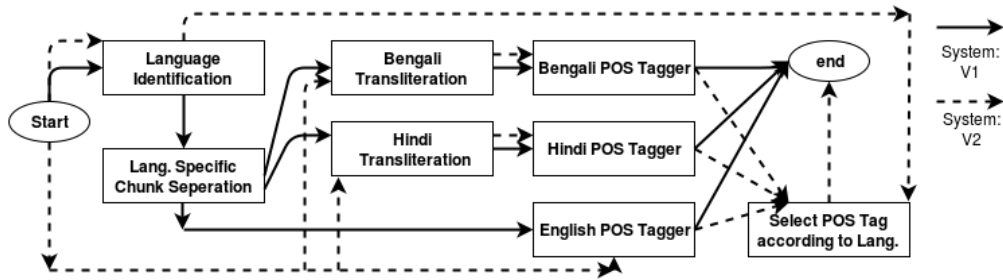 Language
Identification
Bengali
Transliteration
Bengali POS Tagger
end
System:
V1
Start
Lang. Specific
Chunk Seperation
Hindi
Transliteration
Hindi POS Tagger
System:
V2
English POS Tagger
Select POS Tag
according to Lang.